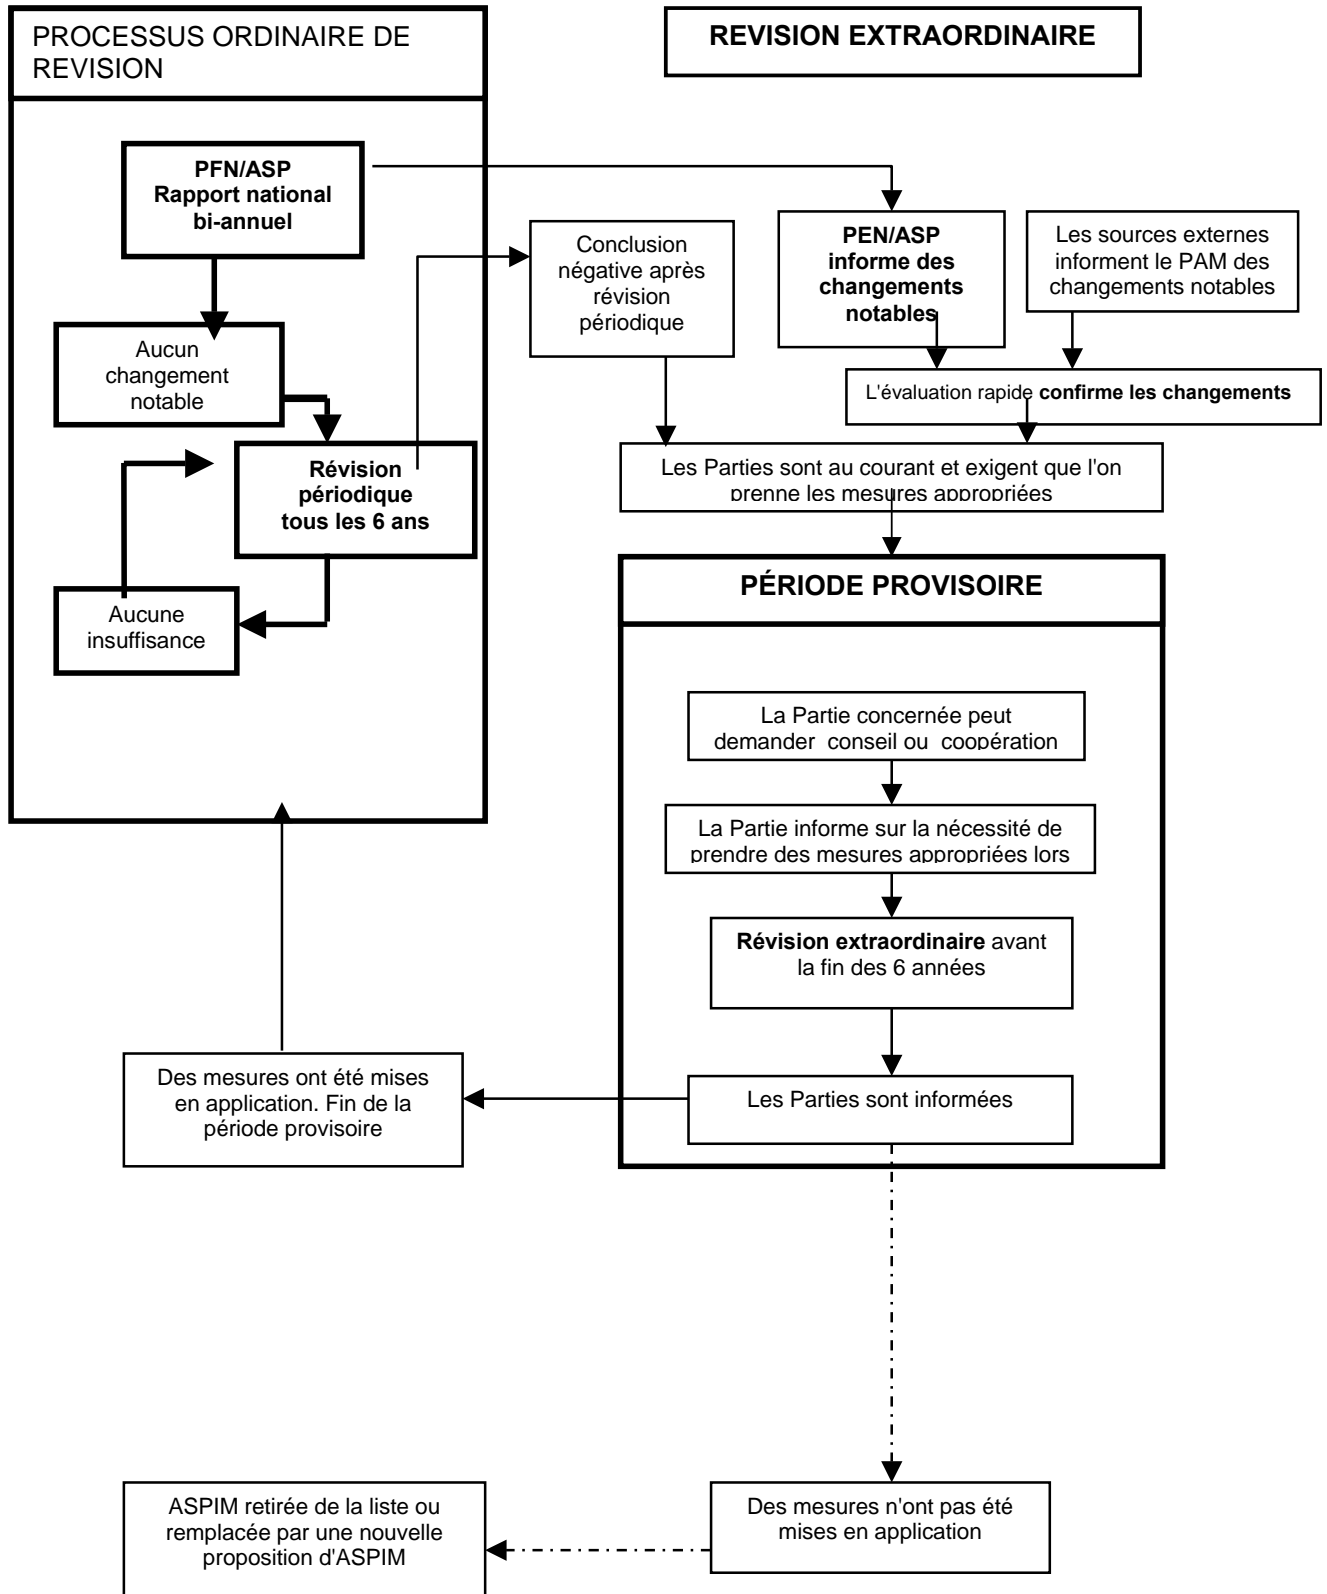 PROCESSUS ORDINAIRE DE
REVISION
REVISION EXTRAORDINAIRE
PFN/ASP
Rapport national
bi-annuel
Conclusion
négative après
révision
périodique
PEN/ASP
informe des
changements
notables
Les sources externes
informent le PAM des
changements notables
Aucun
changement
notable
L'évaluation rapide confirme les changements
Révision
périodique
tous les 6 ans
Les Parties sont au courant et exigent que l'on
prenne les mesures appropriées
Aucune
insuffisance
PÉRIODE PROVISOIRE
La Partie concernée peut
demander conseil ou coopération
La Partie informe sur la nécessité de
prendre des mesures appropriées lors
Révision extraordinaire avant
la fin des 6 années
Des mesures ont été mises
en application. Fin de la
période provisoire
Les Parties sont informées
ASPIM retirée de la liste ou
remplacée par une nouvelle
proposition d'ASPIM
Des mesures n'ont pas été
mises en application